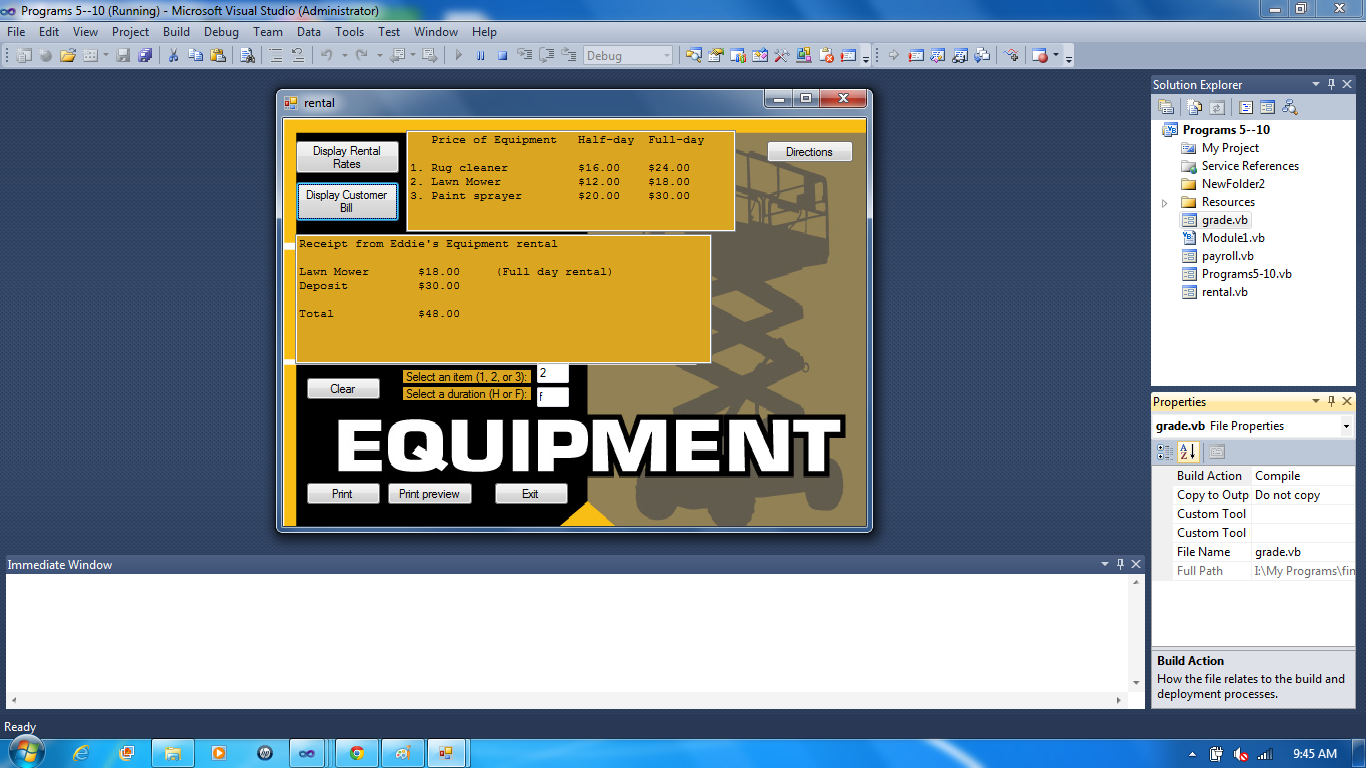 Programs 5--10 (Running) - Microsoft Visual Studio (Administrator)
File Edit View Project Build Debug Team Data Tools Test Window Help
Debug
rental
Display Rental Rates
Display Customer Bill
Price of Equipment Half-day Full-day
1. Rug cleaner $16.00 $24.00
2. Lawn Mower $12.00 $18.00
3. Paint sprayer $20.00 $30.00
Directions
Receipt from Eddie's Equipment rental
Lawn Mower $18.00 (Full day rental)
Deposit $30.00
Total $48.00
Clear
Select an item (1, 2, or 3): 2
Select a duration (H or F): f
EQUIPMENT
Print Print preview Exit
Solution Explorer
Programs 5--10
My Project
Service References
NewFolder2
Resources
grade.vb
Module1.vb
payroll.vb
Programs5-10.vb
rental.vb
Properties
grade.vb File Properties
Build Action Compile
Copy to Outp Do not copy
Custom Tool
Custom Tool
File Name grade.vb
Full Path I:\My Programs\fin
Build Action
How the file relates to the build and
deployment processes.
Immediate Window
Ready
9:45 AM